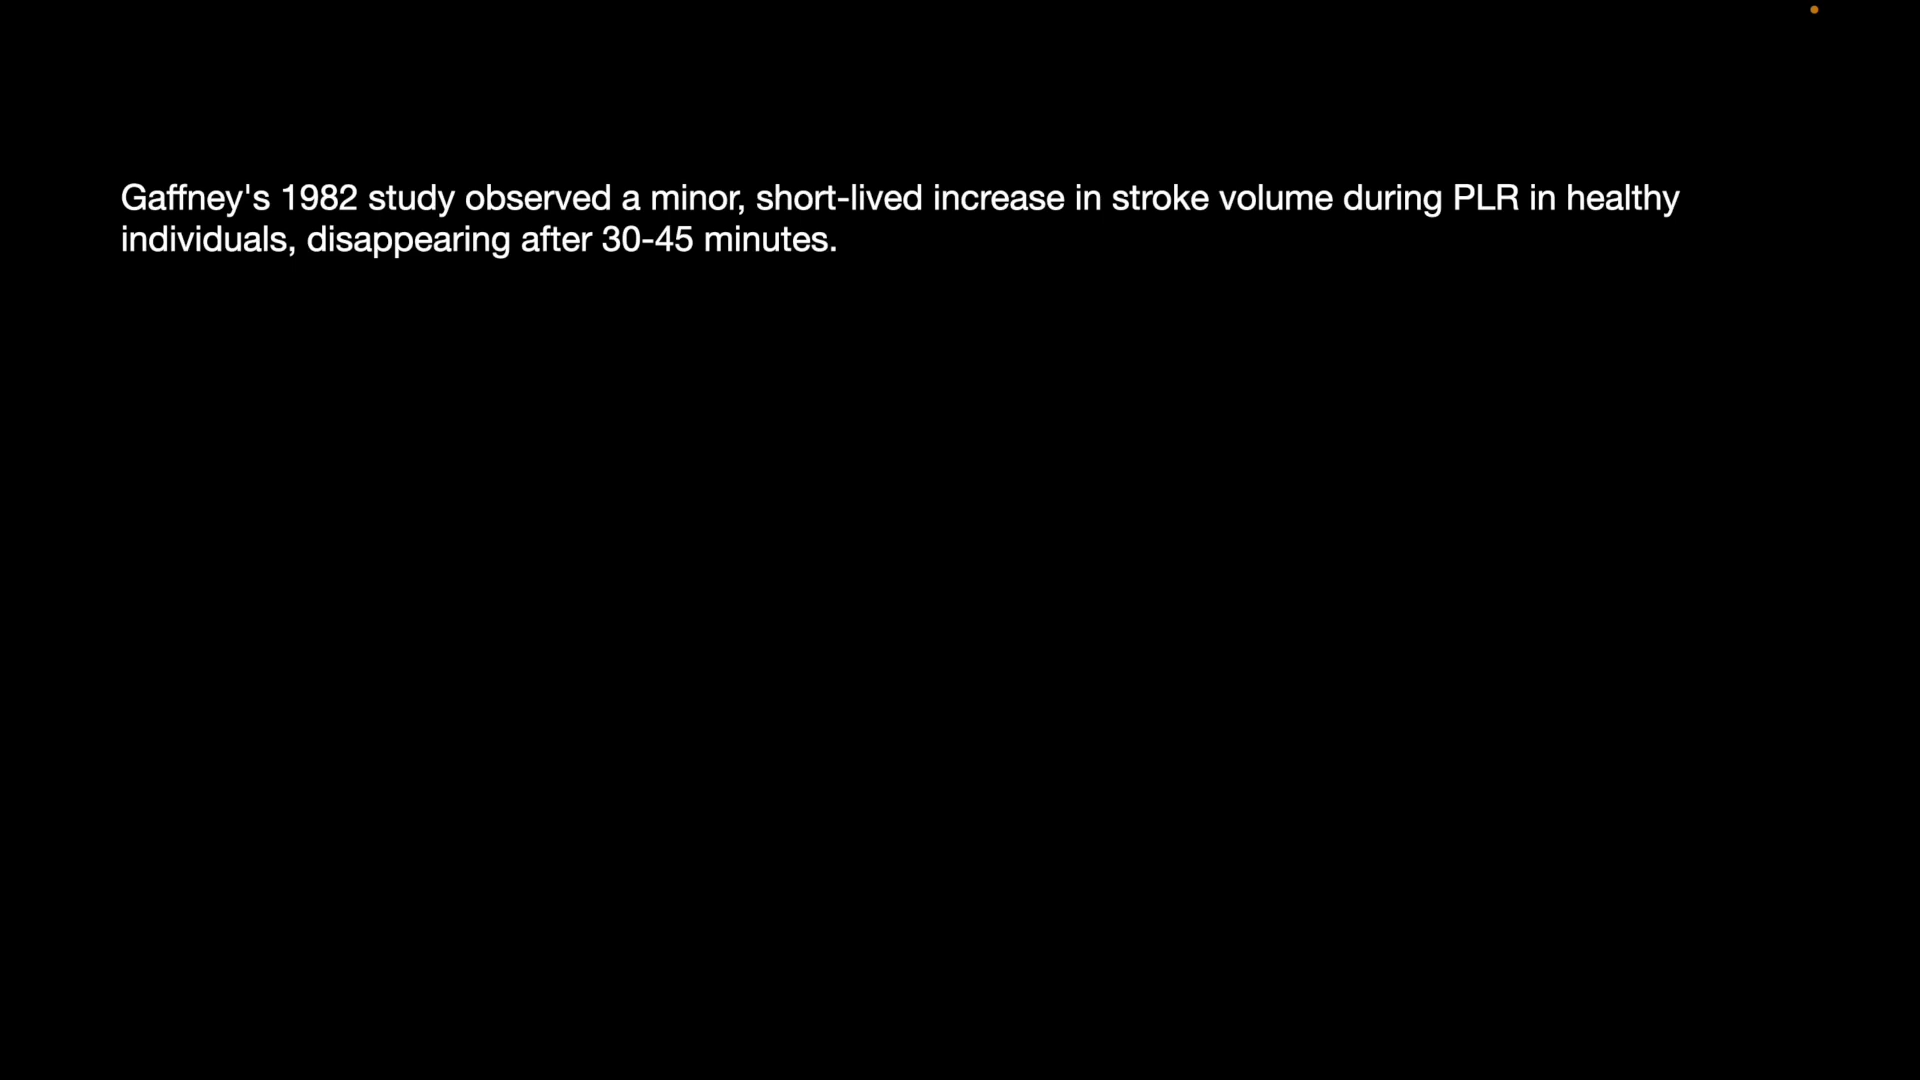 Gaffney's 1982 study observed a minor, short-lived increase in stroke volume during PLR in healthy
individuals, disappearing after 30-45 minutes.